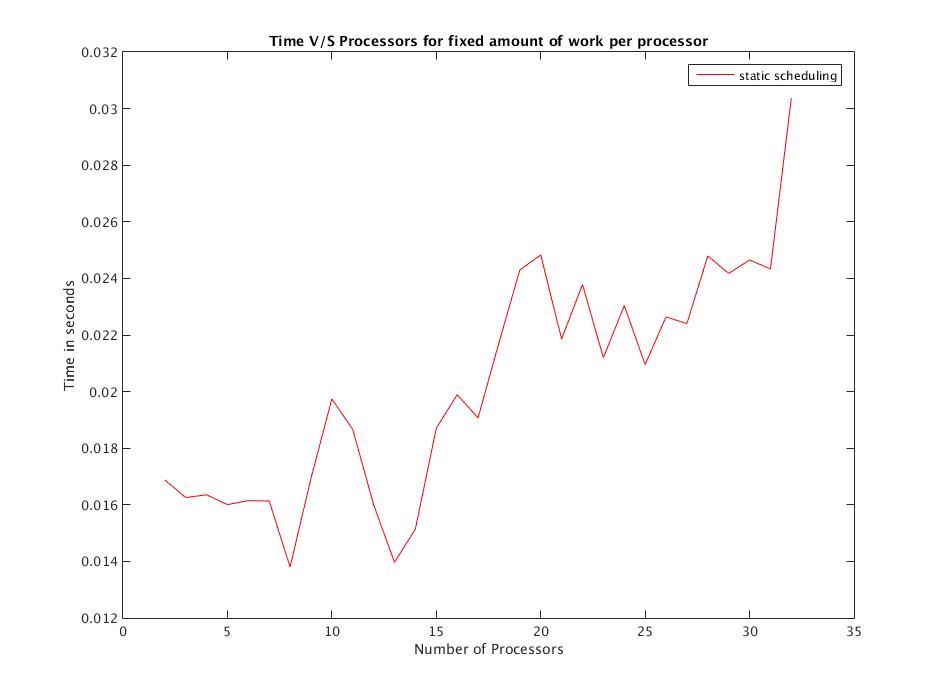 Time V/S Processors for fixed amount of work per processor
static scheduling
0.032
0.03
0.028
0.026
0.024
0.022
0.02
0.018
0.016
0.014
0.012
Time in seconds
0 5 10 15 20 25 30 35
Number of Processors